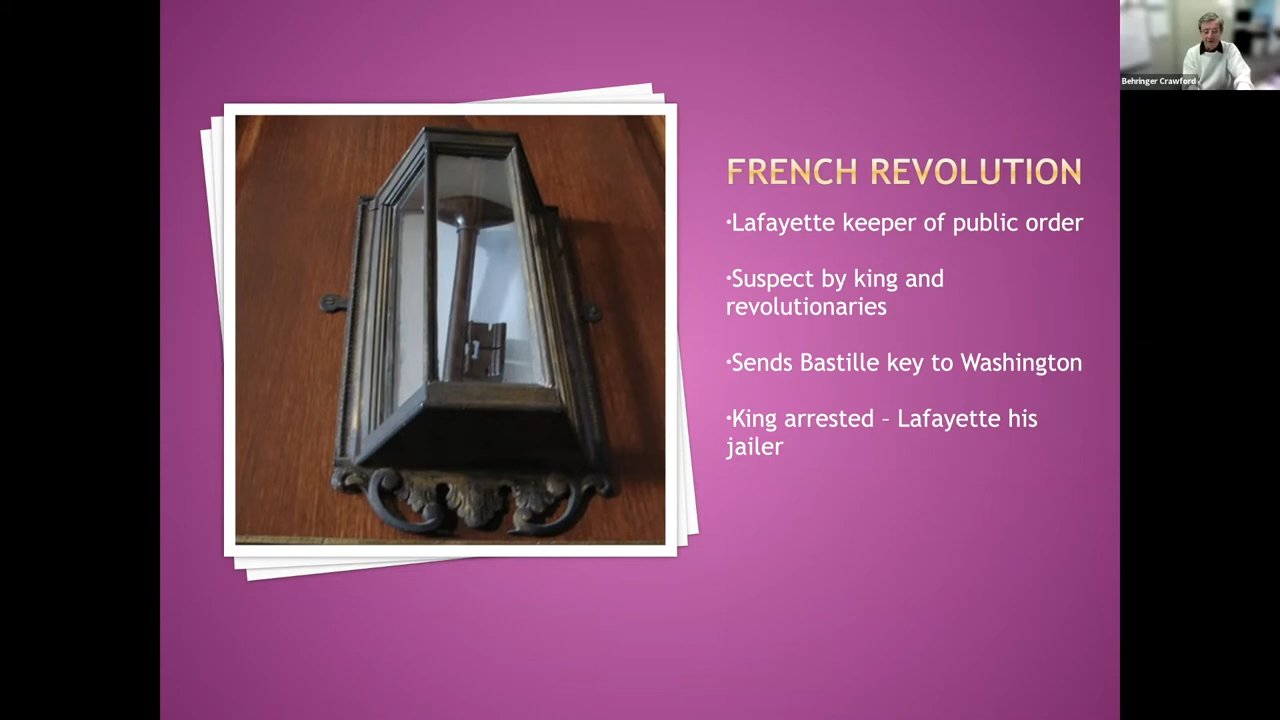 FRENCH REVOLUTION
•Lafayette keeper of public order
•Suspect by king and
revolutionaries
•Sends Bastille key to Washington
•King arrested – Lafayette his
jailer
Behringer Crawford